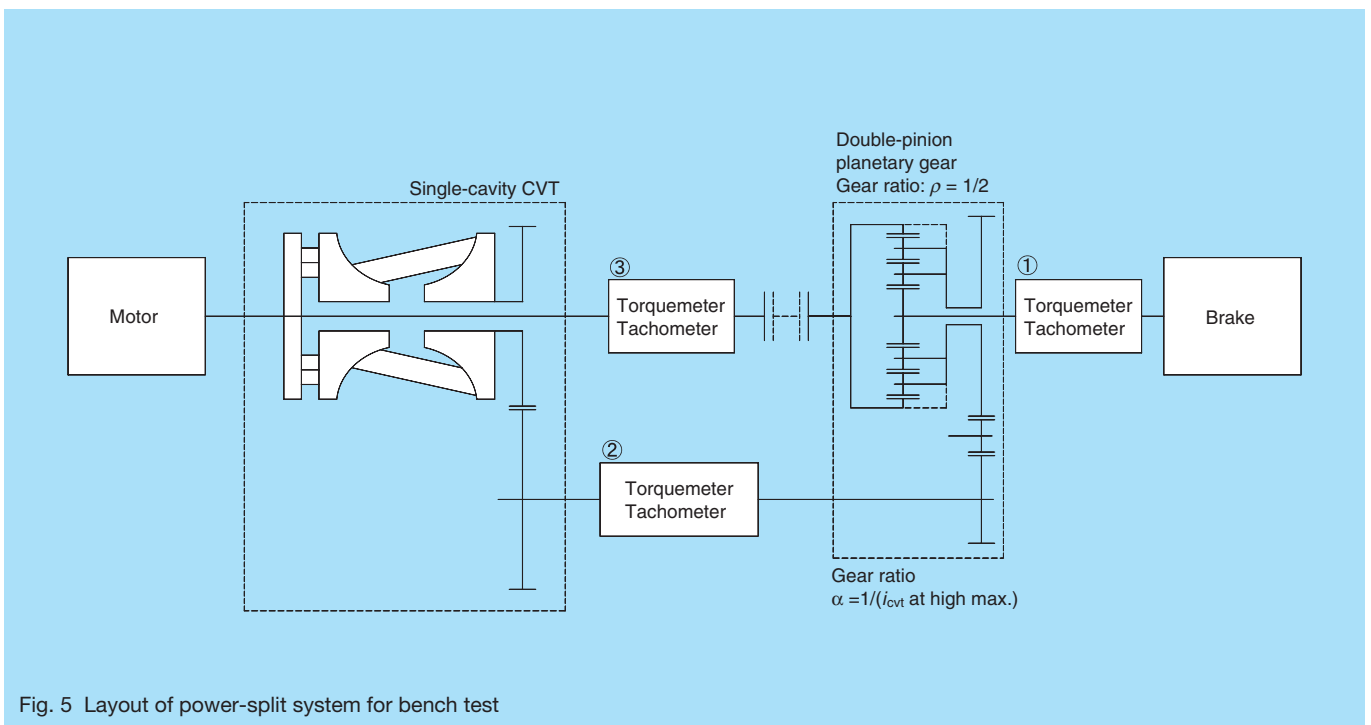 Double-pinion
planetary gear
Gear ratio: ρ = 1/2
Single-cavity CVT
Motor
③
Torquemeter
Tachometer
①
Torquemeter
Tachometer
Brake
②
Torquemeter
Tachometer
Gear ratio
α =1/(icvt at high max.)
Fig. 5 Layout of power-split system for bench test